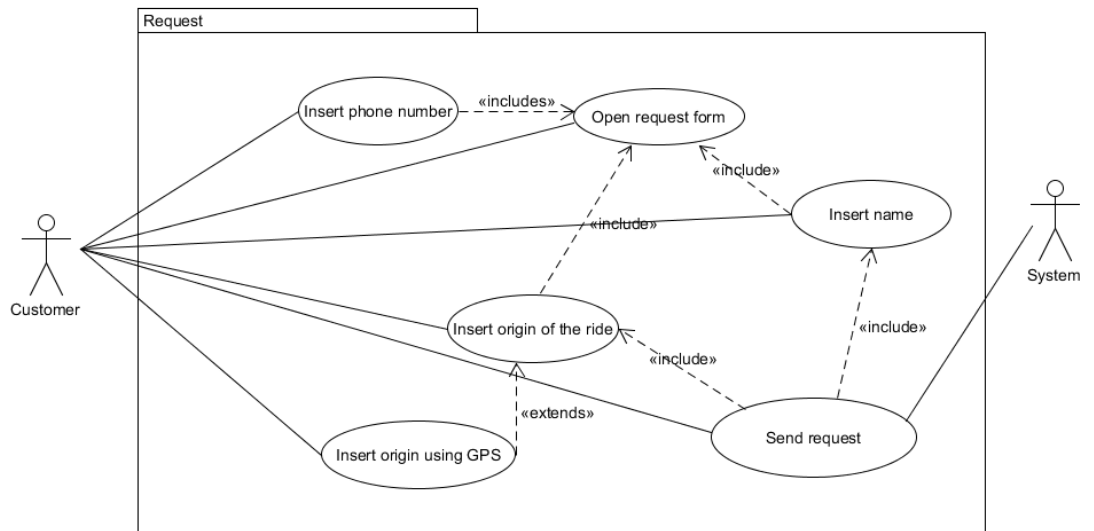 Request
Insert phone number
«includes»
Open request form
«include»
Insert name
«include»
Customer
System
Insert origin of the ride
«include»
«include»
«extends»
Insert origin using GPS
Send request